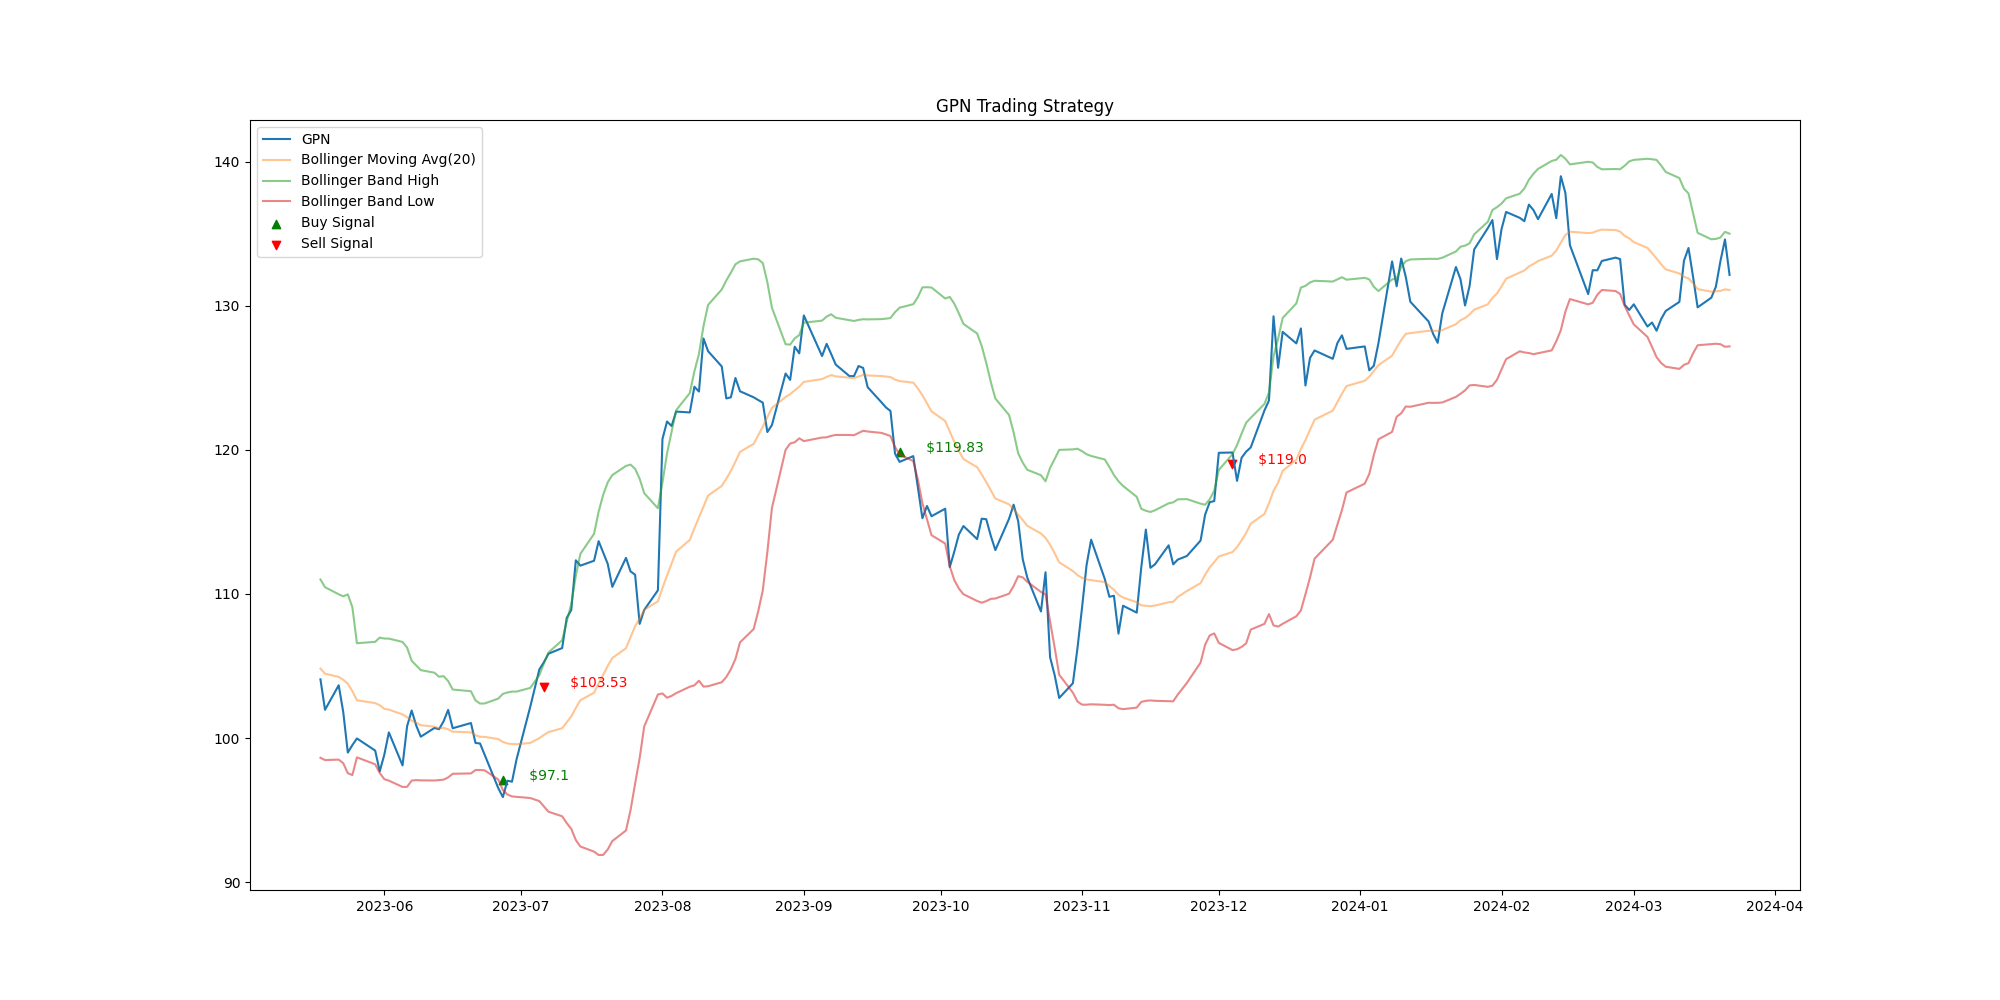 GPN Trading Strategy
GPN
Bollinger Moving Avg(20)
Bollinger Band High
Bollinger Band Low
Buy Signal
Sell Signal
140
130
120
110
100
90
$119.83
$119.0
$103.53
$97.1
2023-06 2023-07 2023-08 2023-09 2023-10 2023-11 2023-12 2024-01 2024-02 2024-03 2024-04